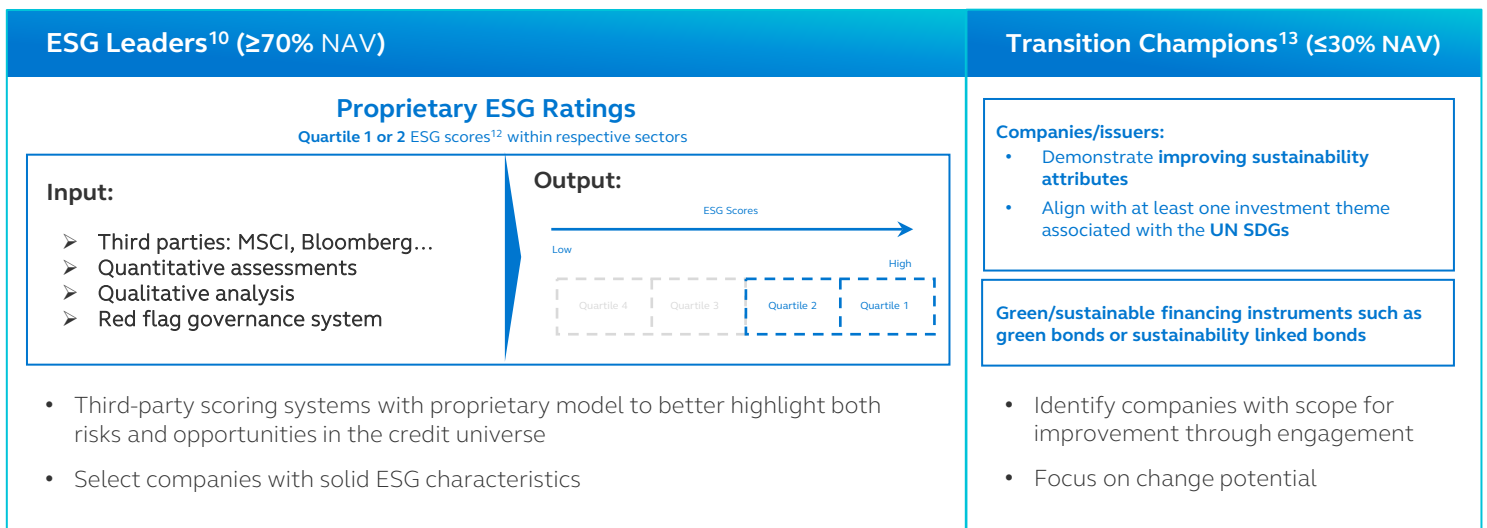 ESG Leaders¹⁰ (≥70% NAV)
Proprietary ESG Ratings
Quartile 1 or 2 ESG scores¹² within respective sectors
Input:
➢ Third parties: MSCI, Bloomberg...
➢ Quantitative assessments
➢ Qualitative analysis
➢ Red flag governance system
Output:
ESG Scores
Low
High
Quartile 4
Quartile 3
Quartile 2
Quartile 1
• Third-party scoring systems with proprietary model to better highlight both
risks and opportunities in the credit universe
• Select companies with solid ESG characteristics
Transition Champions¹³ (≤30% NAV)
Companies/issuers:
• Demonstrate improving sustainability
attributes
• Align with at least one investment theme
associated with the UN SDGs
Green/sustainable financing instruments such as
green bonds or sustainability linked bonds
• Identify companies with scope for
improvement through engagement
• Focus on change potential